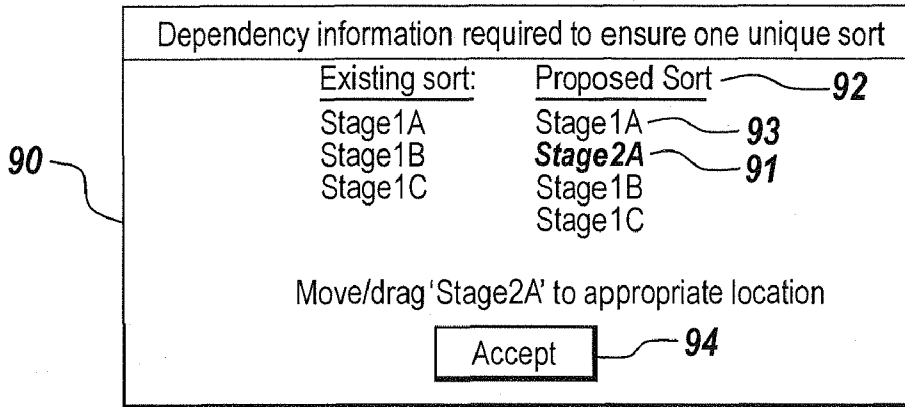 Dependency information required to ensure one unique sort
Existing sort: Proposed Sort 92
Stage1A Stage1A 93
90 Stage1B Stage2A 91
Stage1C Stage1B
Stage1C
Move/drag 'Stage2A' to appropriate location
Accept 94